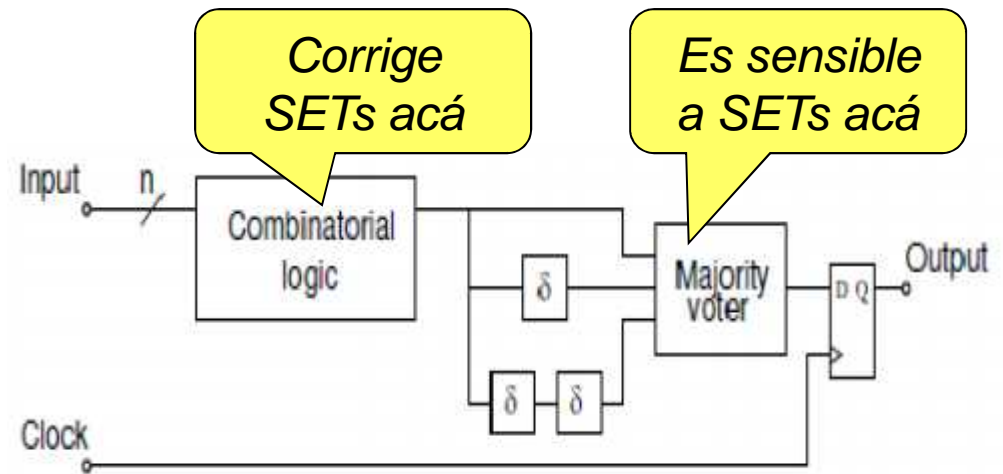 Corrige
SETs acá
Es sensible
a SETs acá
Input
n
Combinatorial
logic
δ
Majority
voter
D Q
Output
δ
δ
Clock